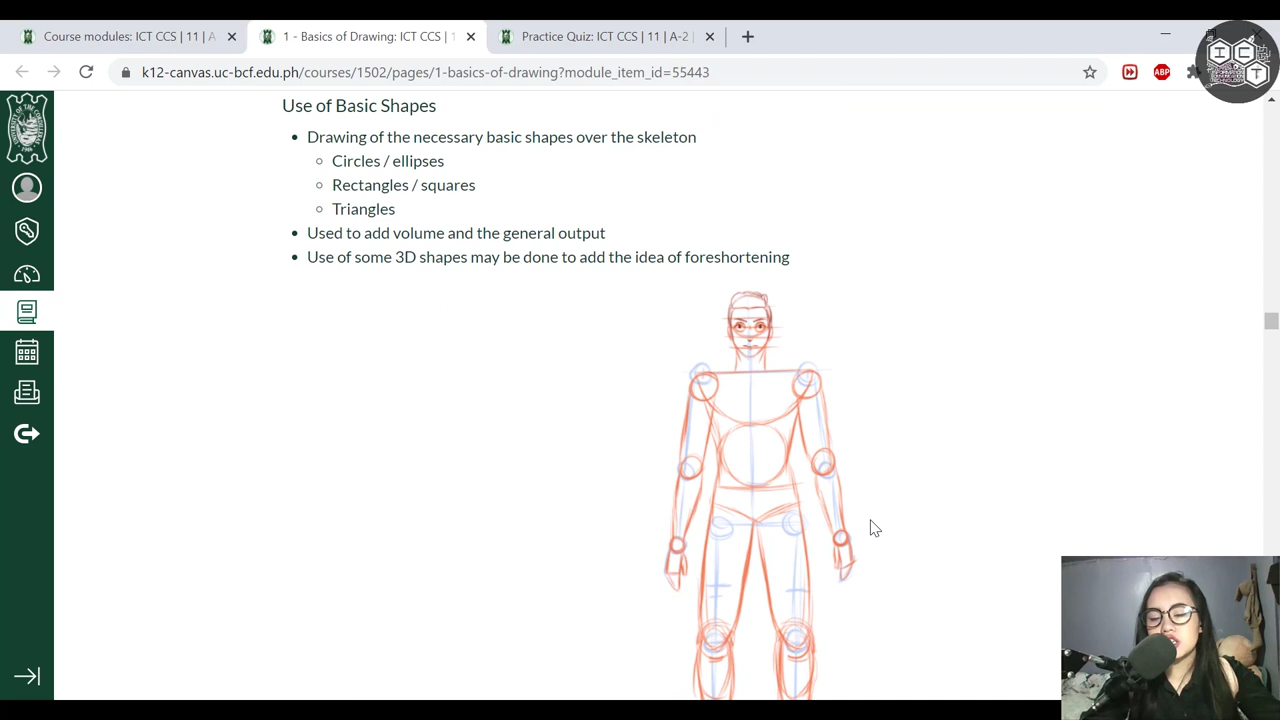 Course modules: ICT CCS | 11 | A
1 - Basics of Drawing: ICT CCS | 1
Practice Quiz: ICT CCS | 11 | A-2 |
k12-canvas.uc-bcf.edu.ph/courses/1502/pages/1-basics-of-drawing?module_item_id=55443
ABP
ICT
Use of Basic Shapes
Drawing of the necessary basic shapes over the skeleton
Circles / ellipses
Rectangles / squares
Triangles
Used to add volume and the general output
Use of some 3D shapes may be done to add the idea of foreshortening